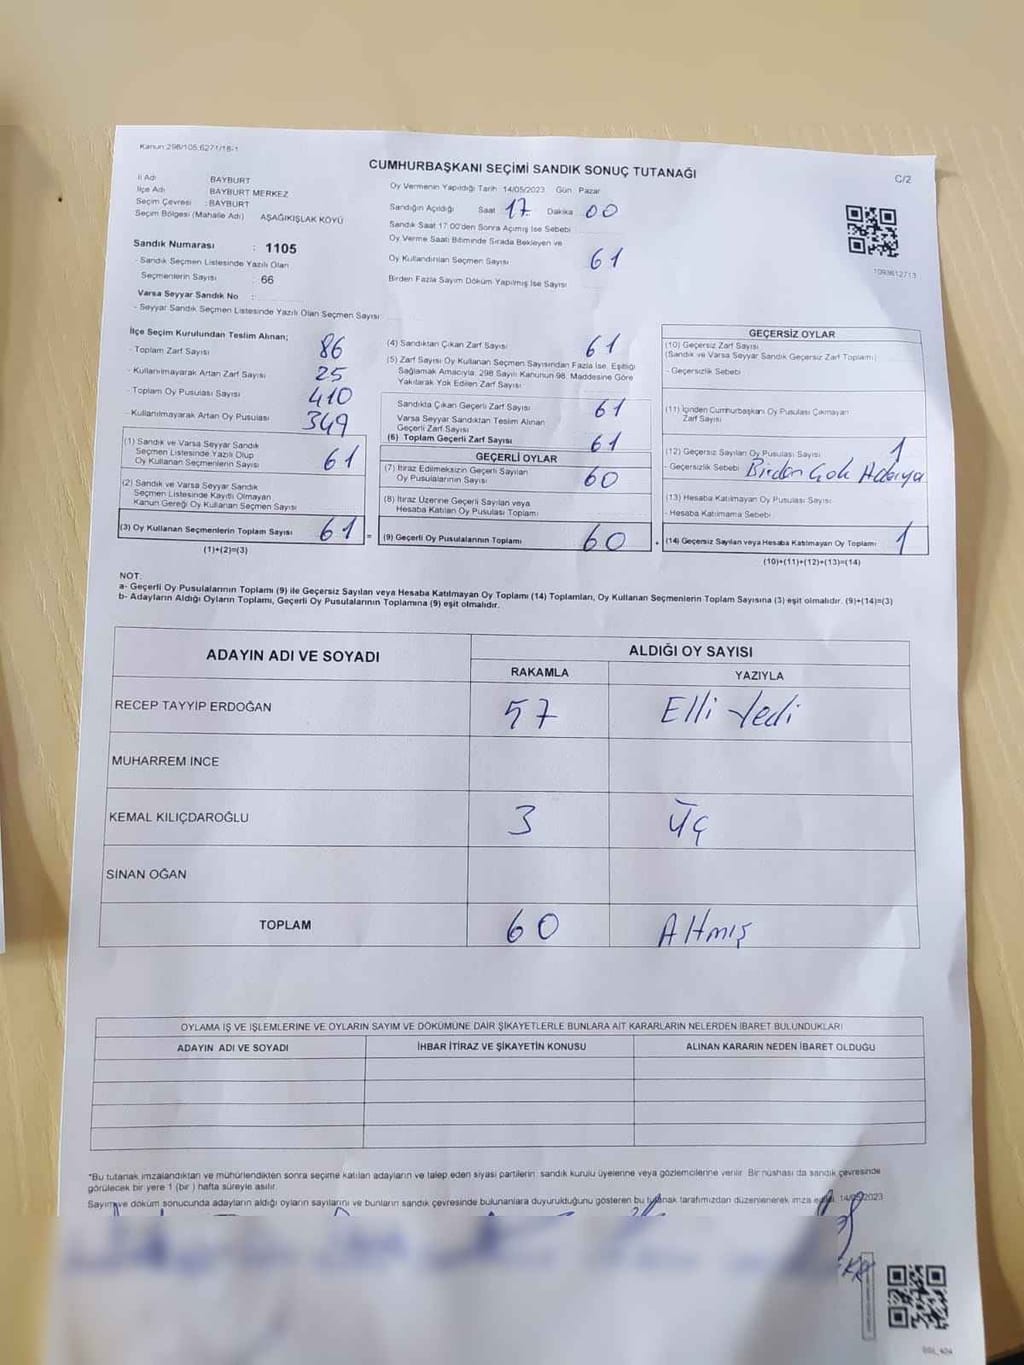 Kanun:298/105,6271/18-1
CUMHURBAŞKANI SEÇİMİ SANDIK SONUÇ TUTANAĞI
C/2
İl Adı BAYBURT
İlçe Adı BAYBURT MERKEZ
Seçim Çevresi : BAYBURT
Seçim Bölgesi (Mahalle Adı) AŞAĞIKIŞLAK KÖYÜ
Oy Vermenin Yapıldığı Tarih 14/05/2023 Gün Pazar
Sandığın Açıldığı Saat 17 Dakika 00
Sandık Saat 17:00'den Sonra Açılmış İse Sebebi
Oy Verme Saati Bitiminde Sırada Bekleyen ve
Oy Kullandırılan Seçmen Sayısı 61
Birden Fazla Sayım Döküm Yapılmış İse Sayısı
1093612713
Sandık Numarası : 1105
- Sandık Seçmen Listesinde Yazılı Olan
Seçmenlerin Sayısı : 66
Varsa Seyyar Sandık No :
- Seyyar Sandık Seçmen Listesinde Yazılı Olan Seçmen Sayısı:
İlçe Seçim Kurulundan Teslim Alınan;
- Toplam Zarf Sayısı 86
- Kullanılmayarak Artan Zarf Sayısı 25
- Toplam Oy Pusulası Sayısı 410
- Kullanılmayarak Artan Oy Pusulası 349
(1) Sandık ve Varsa Seyyar Sandık
Seçmen Listesinde Yazılı Olup
Oy Kullanan Seçmenlerin Sayısı 61
(2) Sandık ve Varsa Seyyar Sandık
Seçmen Listesinde Kayıtlı Olmayan
Kanun Gereği Oy Kullanan Seçmen Sayısı
(3) Oy Kullanan Seçmenlerin Toplam Sayısı 61 =
(1)+(2)=(3)
(4) Sandıktan Çıkan Zarf Sayısı 61
(5) Zarf Sayısı Oy Kullanan Seçmen Sayısından Fazla İse, Eşitliği
Sağlamak Amacıyla, 298 Sayılı Kanunun 98. Maddesine Göre
Yakılarak Yok Edilen Zarf Sayısı
Sandıkta Çıkan Geçerli Zarf Sayısı 61
Varsa Seyyar Sandıktan Teslim Alınan
Geçerli Zarf Sayısı
(6) Toplam Geçerli Zarf Sayısı 61
GEÇERLİ OYLAR
(7) İtiraz Edilmeksizin Geçerli Sayılan
Oy Pusulalarının Sayısı 60
(8) İtiraz Üzerine Geçerli Sayılan veya
Hesaba Katılan Oy Pusulası Toplamı
(9) Geçerli Oy Pusulalarının Toplamı 60 +
GEÇERSİZ OYLAR
(10) Geçersiz Zarf Sayısı
(Sandık ve Varsa Seyyar Sandık Geçersiz Zarf Toplamı)
- Geçersizlik Sebebi
(11) İçinden Cumhurbaşkanı Oy Pusulası Çıkmayan
Zarf Sayısı
(12) Geçersiz Sayılan Oy Pusulası Sayısı 1
- Geçersizlik Sebebi Birden Çok Adaya
(13) Hesaba Katılmayan Oy Pusulası Sayısı
- Hesaba Katılmama Sebebi
(14) Geçersiz Sayılan veya Hesaba Katılmayan Oy Toplamı 1
(10)+(11)+(12)+(13)=(14)
NOT:
a- Geçerli Oy Pusulalarının Toplamı (9) ile Geçersiz Sayılan veya Hesaba Katılmayan Oy Toplamı (14) Toplamları, Oy Kullanan Seçmenlerin Toplam Sayısına (3) eşit olmalıdır. (9)+(14)=(3)
b- Adayların Aldığı Oyların Toplamı, Geçerli Oy Pusulalarının Toplamına (9) eşit olmalıdır.
ADAYIN ADI VE SOYADI ALDIĞI OY SAYISI
RAKAMLA YAZIYLA
RECEP TAYYİP ERDOĞAN 57 Elli Yedi
MUHARREM İNCE
KEMAL KILIÇDAROĞLU 3 Üç
SİNAN OĞAN
TOPLAM 60 Altmış
OYLAMA İŞ VE İŞLEMLERİNE VE OYLARIN SAYIM VE DÖKÜMÜNE DAİR ŞİKAYETLERLE BUNLARA AİT KARARLARIN NELERDEN İBARET BULUNDUKLARI
ADAYIN ADI VE SOYADI İHBAR İTİRAZ VE ŞİKAYETİN KONUSU ALINAN KARARIN NEDEN İBARET OLDUĞU
*Bu tutanak imzalandıktan ve mühürlendikten sonra seçime katılan adayların ve talep eden siyasi partilerin sandık kurulu üyelerine veya gözlemcilerine verilir. Bir nüshası da sandık çevresinde
görülecek bir yere 1 (bir) hafta süreyle asılır.
Sayım ve döküm sonucunda adayların aldığı oyların sayılarını ve bunların sandık çevresinde bulunanlara duyurulduğunu gösteren bu tutanak tarafımızdan düzenlenerek imza edildi. 14/05/2023